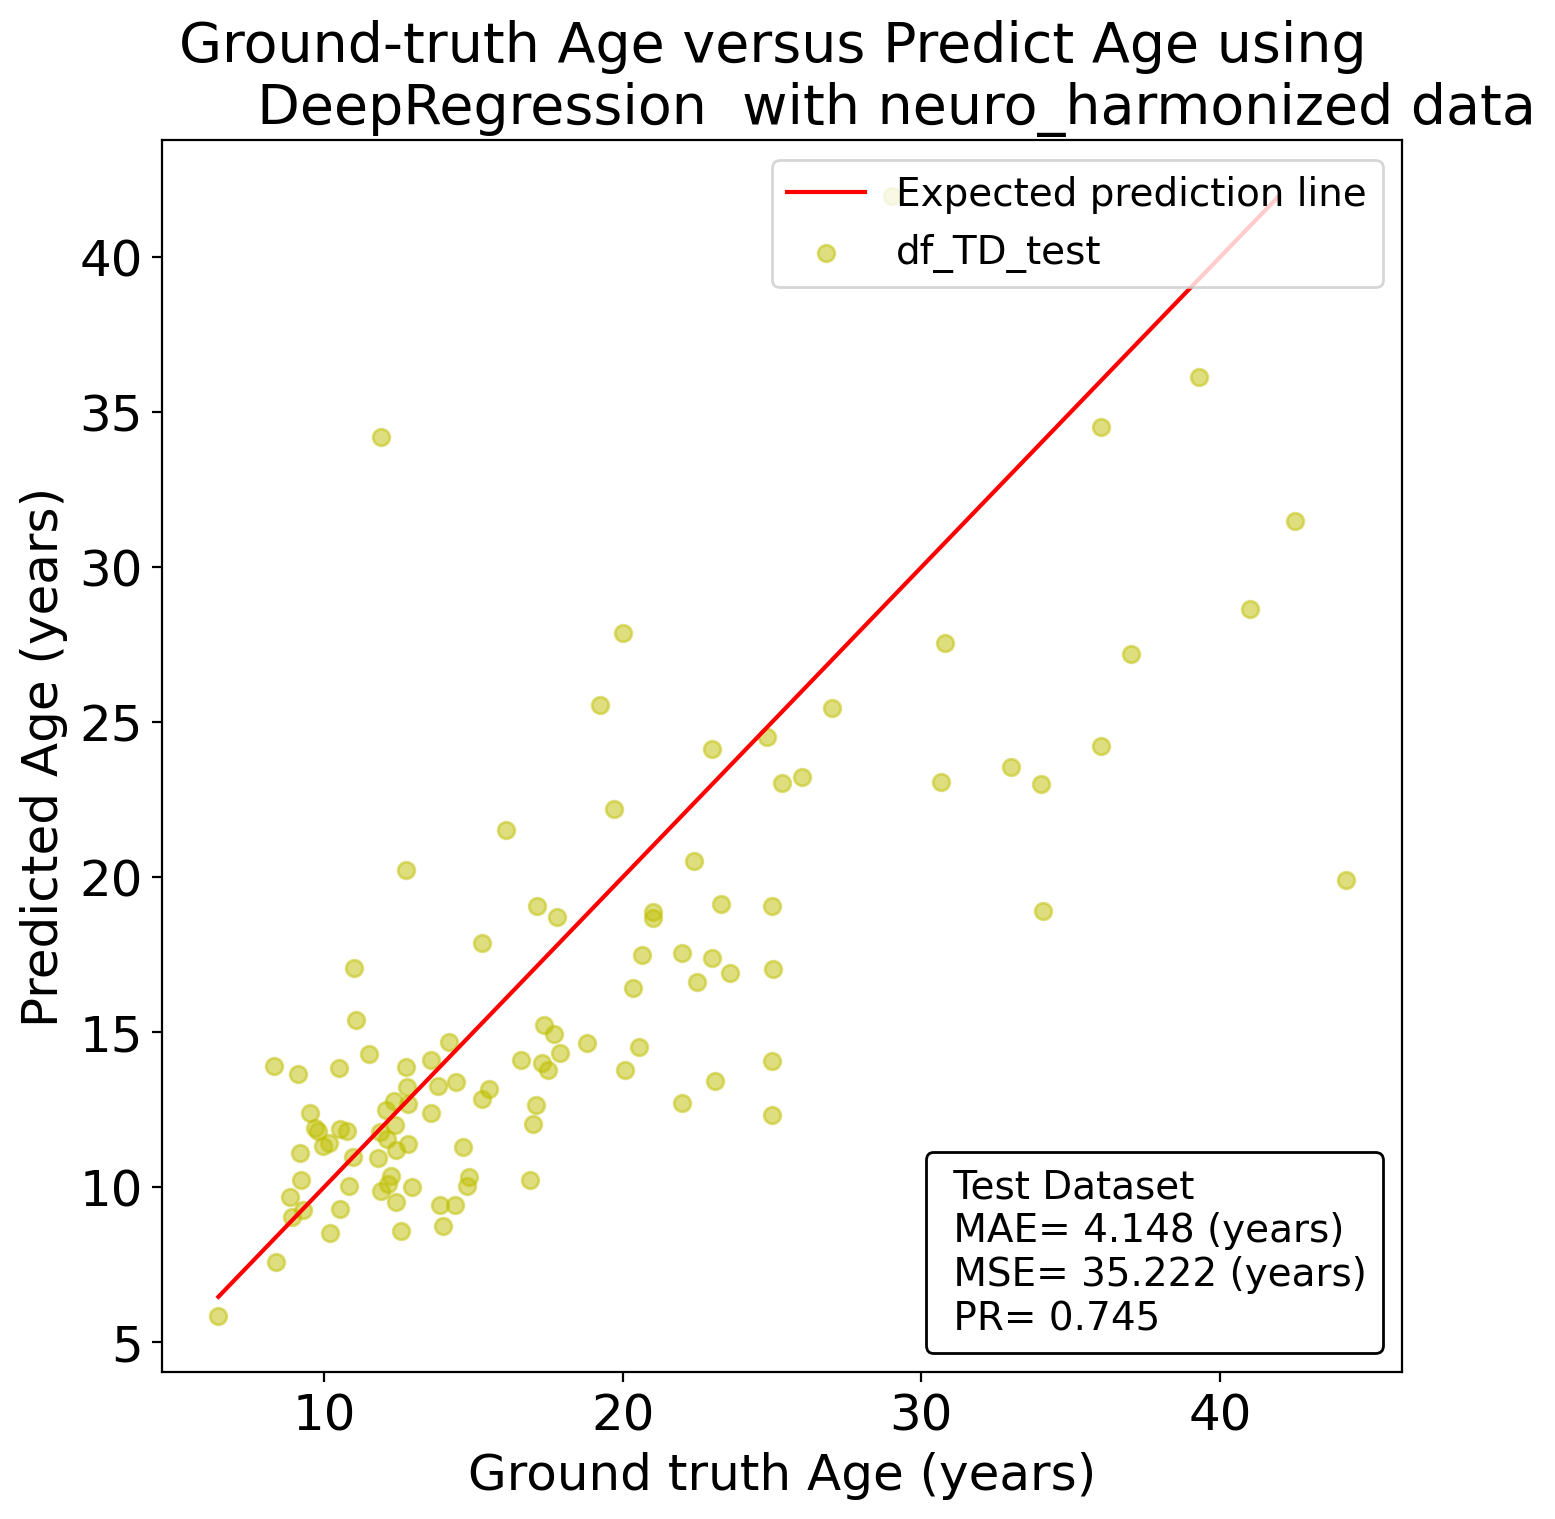 Ground-truth Age versus Predict Age using
DeepRegression  with neuro_harmonized data
Expected prediction line
df_TD_test
40
35
30
25
20
15
10
5
Predicted Age (years)
Test Dataset
MAE= 4.148 (years)
MSE= 35.222 (years)
PR= 0.745
10 20 30 40
Ground truth Age (years)